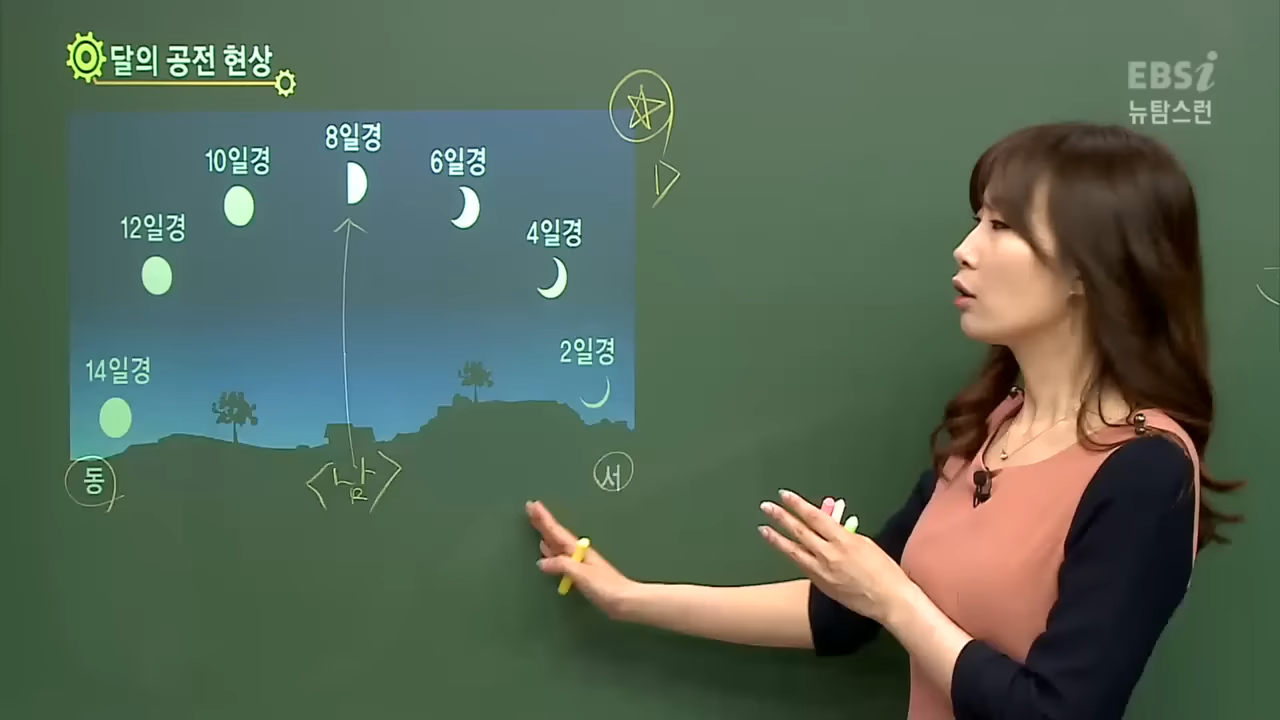 달의 공전 현상
EBSi
뉴탐스런
8일경
10일경
6일경
12일경
4일경
2일경
14일경
동
<남>
서